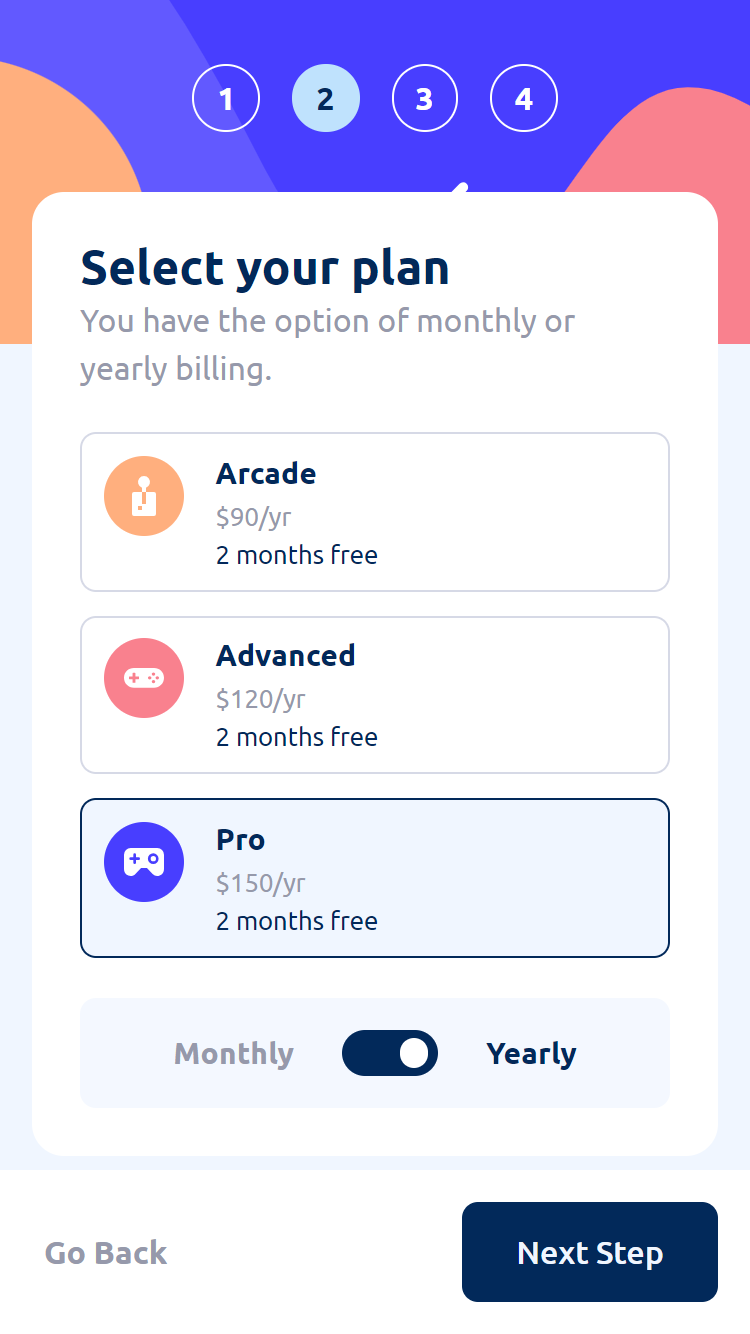 1 2 3 4
Select your plan
You have the option of monthly or
yearly billing.
Arcade
$90/yr
2 months free
Advanced
$120/yr
2 months free
Pro
$150/yr
2 months free
Monthly Yearly
Go Back Next Step